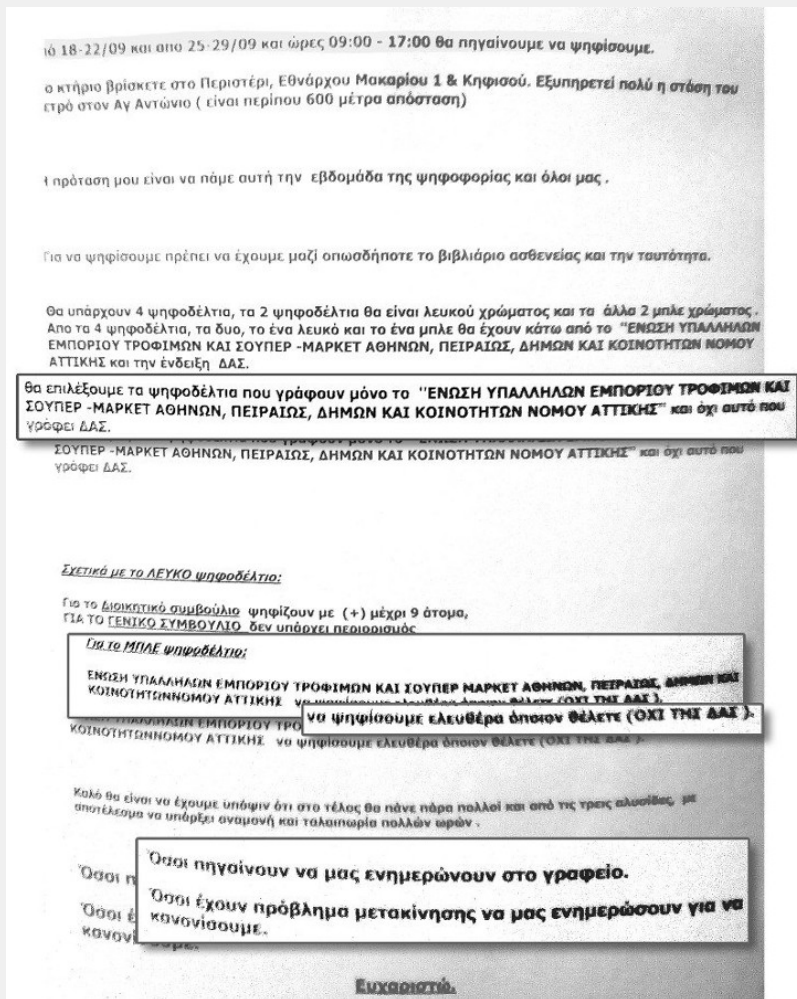 ιό 18-22/09 και απο 25-29/09 και ώρες 09:00 - 17:00 θα πηγαίνουμε να ψηφίσουμε.
ο κτήριο βρίσκετε στο Περιστέρι, Εθνάρχου Μακαρίου 1 & Κηφισού. Εξυπηρετεί πολύ η στάση του
ετρό στον Αγ Αντώνιο ( είναι περίπου 600 μέτρα απόσταση)
πρόταση μου είναι να πάμε αυτή την εβδομάδα της ψηφοφορίας και όλοι μας .
Για να ψηφίσουμε πρέπει να έχουμε μαζί οπωσδήποτε το βιβλιάριο ασθενείας και την ταυτότητα.
Θα υπάρχουν 4 ψηφοδέλτια, τα 2 ψηφοδέλτια θα είναι λευκού χρώματος και τα άλλα 2 μπλε χρώματος .
Απο τα 4 ψηφοδέλτια, τα δυο, το ένα λευκό και το ένα μπλε θα έχουν κάτω από το "ΕΝΩΣΗ ΥΠΑΛΛΗΛΩΝ
ΕΜΠΟΡΙΟΥ ΤΡΟΦΙΜΩΝ ΚΑΙ ΣΟΥΠΕΡ -ΜΑΡΚΕΤ ΑΘΗΝΩΝ, ΠΕΙΡΑΙΩΣ, ΔΗΜΩΝ ΚΑΙ ΚΟΙΝΟΤΗΤΩΝ ΝΟΜΟΥ
ΑΤΤΙΚΗΣ και την ένδειξη ΔΑΣ.
θα επιλέξουμε τα ψηφοδέλτια που γράφουν μόνο το ''ΕΝΩΣΗ ΥΠΑΛΛΗΛΩΝ ΕΜΠΟΡΙΟΥ ΤΡΟΦΙΜΩΝ ΚΑΙ
ΣΟΥΠΕΡ -ΜΑΡΚΕΤ ΑΘΗΝΩΝ, ΠΕΙΡΑΙΩΣ, ΔΗΜΩΝ ΚΑΙ ΚΟΙΝΟΤΗΤΩΝ ΝΟΜΟΥ ΑΤΤΙΚΗΣ" και όχι αυτό που
γράφει ΔΑΣ.
ΣΟΥΠΕΡ -ΜΑΡΚΕΤ ΑΘΗΝΩΝ, ΠΕΙΡΑΙΩΣ, ΔΗΜΩΝ ΚΑΙ ΚΟΙΝΟΤΗΤΩΝ ΝΟΜΟΥ ΑΤΤΙΚΗΣ" και όχι αυτό που
γράφει ΔΑΣ.
Σχετικά με το ΛΕΥΚΟ ψηφοδέλτιο:
Για το Διοικητικό συμβούλιο ψηφίζουν με (+) μέχρι 9 άτομα,
ΓΙΑ ΤΟ ΓΕΝΙΚΟ ΣΥΜΒΟΥΛΙΟ δεν υπάρχει περιορισμός
Για το ΜΠΛΕ ψηφοδέλτιο:
ΕΝΩΣΗ ΥΠΑΛΛΗΛΩΝ ΕΜΠΟΡΙΟΥ ΤΡΟΦΙΜΩΝ ΚΑΙ ΣΟΥΠΕΡ ΜΑΡΚΕΤ ΑΘΗΝΩΝ, ΠΕΙΡΑΙΩΣ, ΔΗΜΩΝ ΚΑΙ
ΚΟΙΝΟΤΗΤΩΝΝΟΜΟΥ ΑΤΤΙΚΗΣ
να ψηφίσουμε ελευθέρα όποιον θέλετε (ΟΧΙ ΤΗΣ ΔΑΣ ).
ΥΠΑΛΛΗΛΩΝ ΕΜΠΟΡΙΟΥ ΤΡΟ
ΚΟΙΝΟΤΗΤΩΝΝΟΜΟΥ ΑΤΤΙΚΗΣ να ψηφίσουμε ελευθέρα όποιον θέλετε (ΟΧΙ ΤΗΣ ΔΑΣ ).
Καλό θα είναι να έχουμε υπόψιν ότι στο τέλος θα πάνε πάρα πολλοί και από τις τρεις αλυσίδες, με
αποτέλεσμα να υπάρξει αναμονή και ταλαιπωρία πολλών ωρών .
Όσοι πηγαίνουν να μας ενημερώνουν στο γραφείο.
Όσοι έχουν πρόβλημα μετακίνησης να μας ενημερώσουν για να
κανονίσουμε.
Όσοι π
Όσοι έ
κανονίσουμε.
Ευχαριστώ.